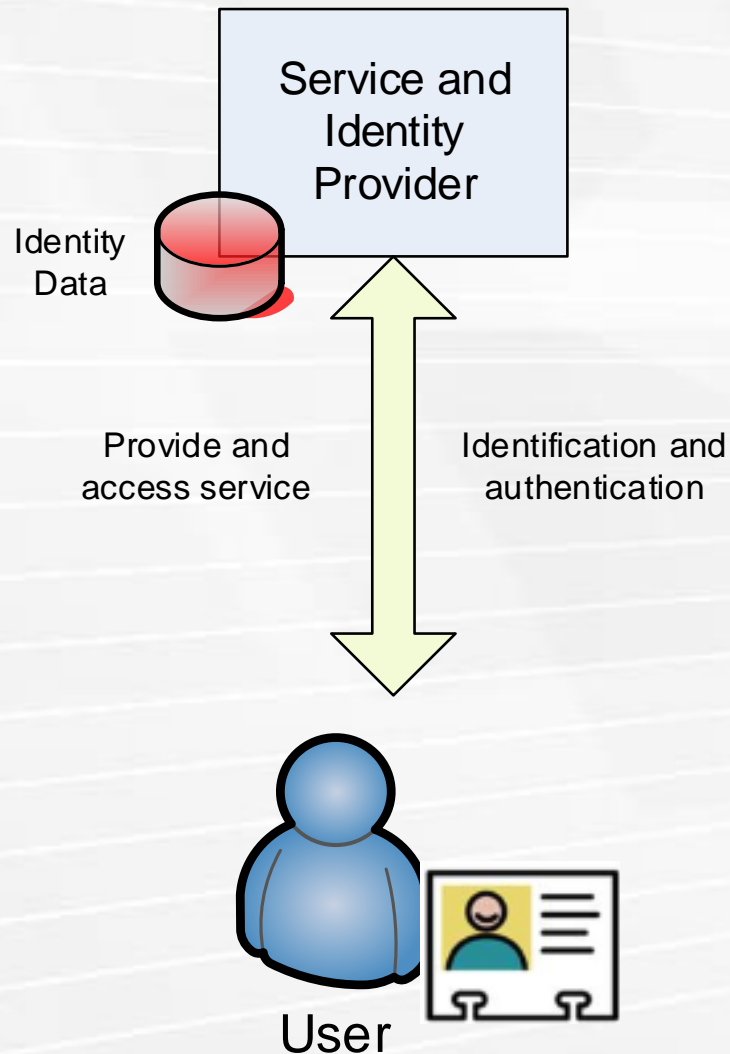 Service and
Identity
Provider
Identity
Data
Provide and
access service
Identification and
authentication
User